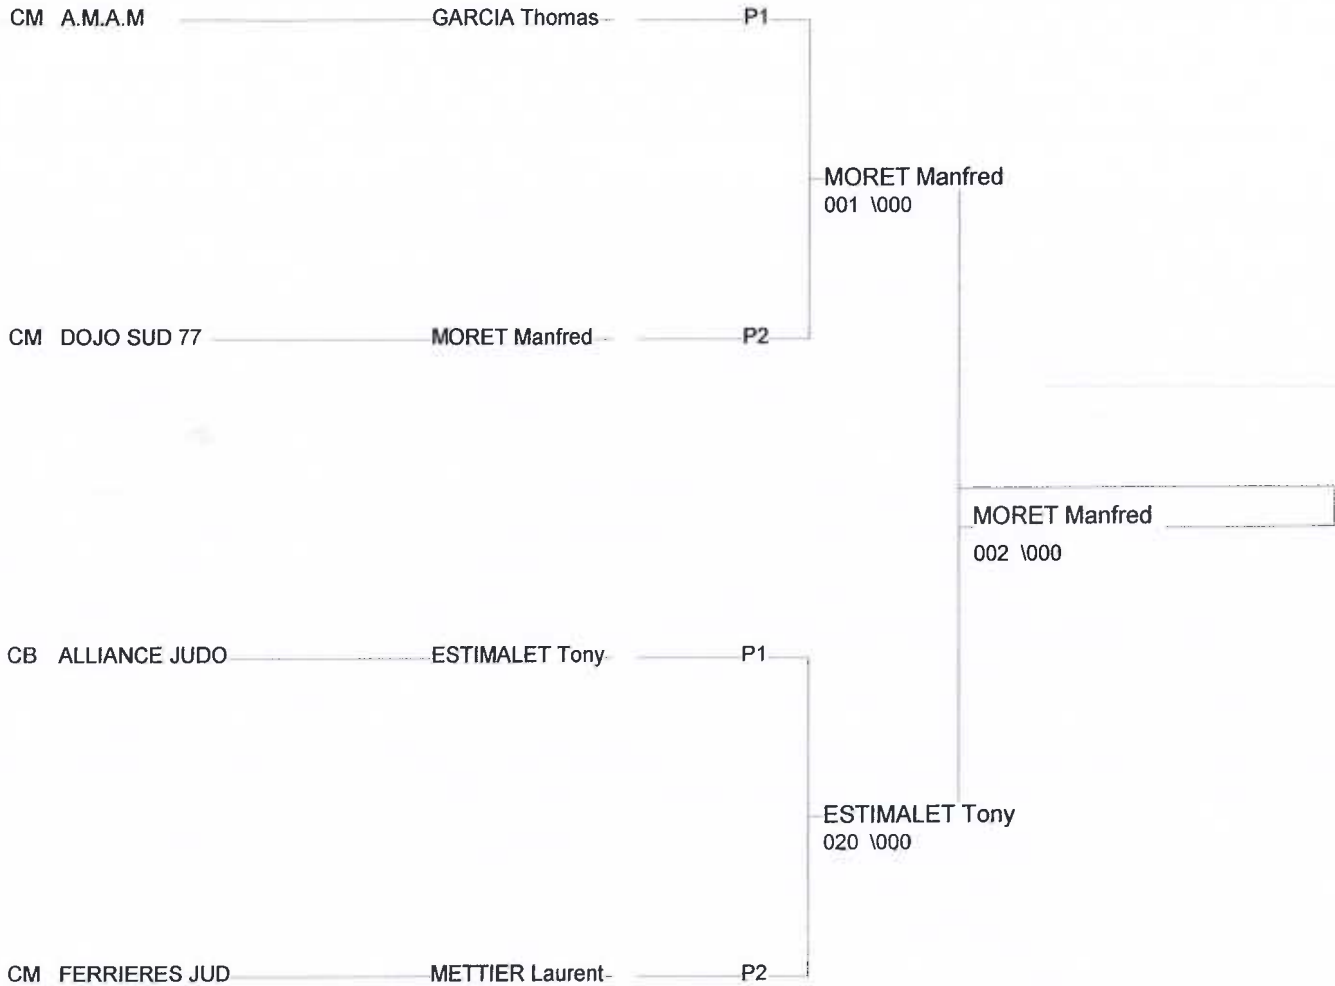 CM A.M.A.M GARCIA Thomas P1
MORET Manfred
001 \000
CM DOJO SUD 77 MORET Manfred P2
MORET Manfred
002 \000
CB ALLIANCE JUDO ESTIMALET Tony P1
ESTIMALET Tony
020 \000
CM FERRIERES JUD METTIER Laurent P2